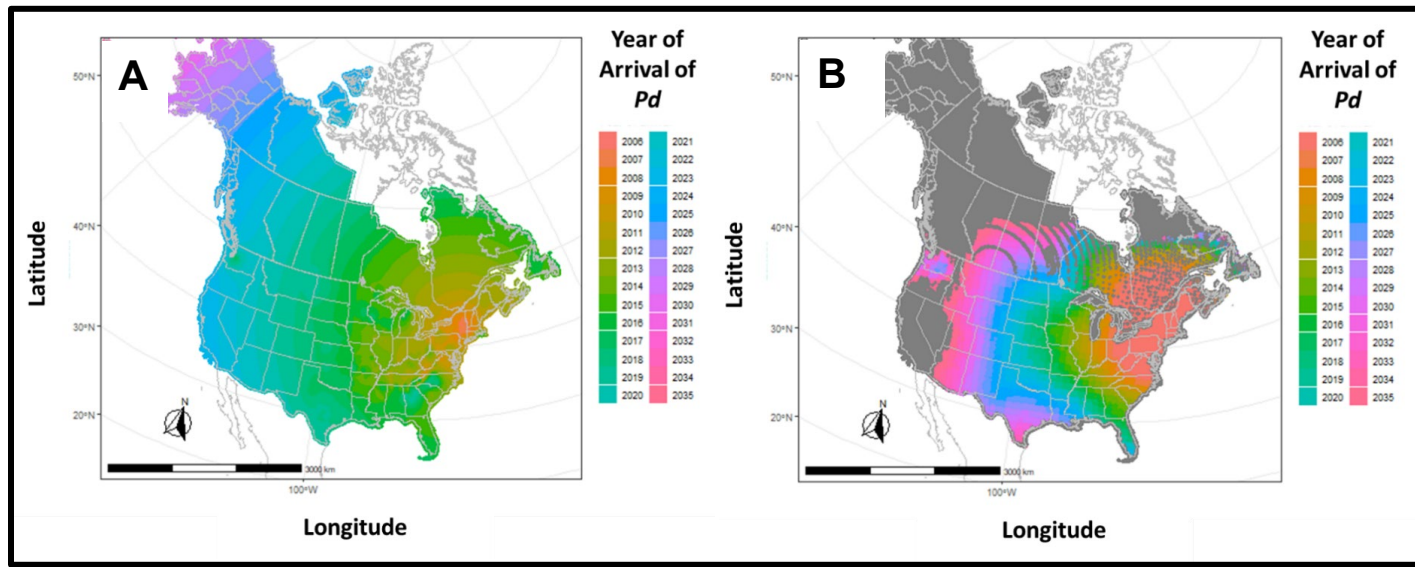 A
Year of
Arrival of
Pd
50°N
40°N
30°N
20°N
Latitude
2006 2021
2007 2022
2008 2023
2009 2024
2010 2025
2011 2026
2012 2027
2013 2028
2014 2029
2015 2030
2016 2031
2017 2032
2018 2033
2019 2034
2020 2035
N
3000 km
100°W
Longitude
B
Year of
Arrival of
Pd
50°N
40°N
30°N
20°N
Latitude
2006 2021
2007 2022
2008 2023
2009 2024
2010 2025
2011 2026
2012 2027
2013 2028
2014 2029
2015 2030
2016 2031
2017 2032
2018 2033
2019 2034
2020 2035
N
3000 km
100°W
Longitude